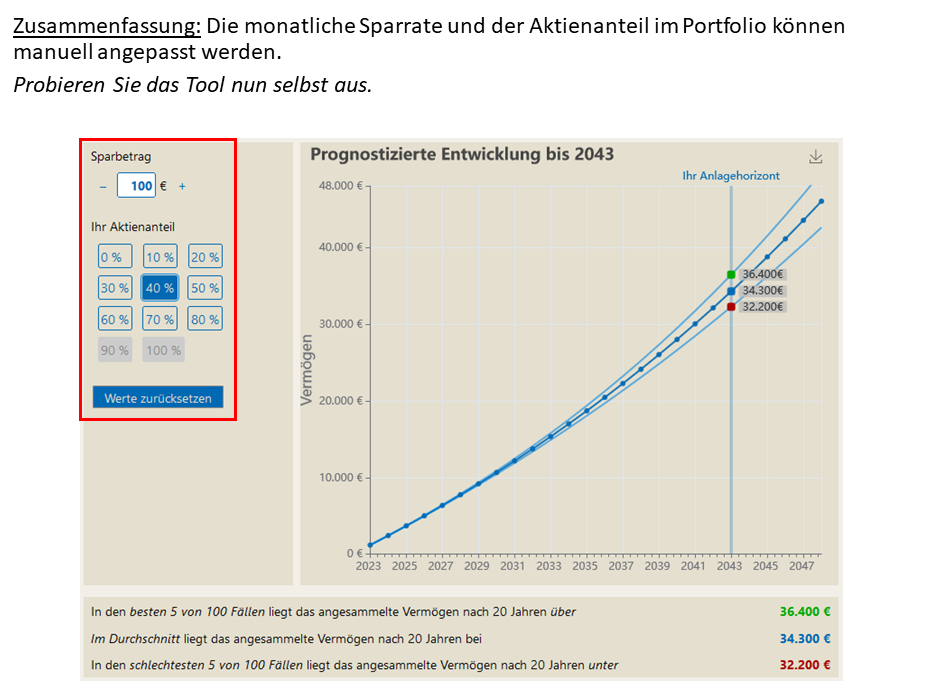 Zusammenfassung: Die monatliche Sparrate und der Aktienanteil im Portfolio können
manuell angepasst werden.
Probieren Sie das Tool nun selbst aus.
Sparbetrag
– 100 € +
Ihr Aktienanteil
0 % 10 % 20 %
30 % 40 % 50 %
60 % 70 % 80 %
90 % 100 %
Werte zurücksetzen
Prognostizierte Entwicklung bis 2043
Ihr Anlagehorizont
48.000 €
40.000 €
30.000 €
20.000 €
10.000 €
0 €
Vermögen
36.400€
34.300€
32.200€
2023 2025 2027 2029 2031 2033 2035 2037 2039 2041 2043 2045 2047
In den besten 5 von 100 Fällen liegt das angesammelte Vermögen nach 20 Jahren über 36.400 €
Im Durchschnitt liegt das angesammelte Vermögen nach 20 Jahren bei 34.300 €
In den schlechtesten 5 von 100 Fällen liegt das angesammelte Vermögen nach 20 Jahren unter 32.200 €